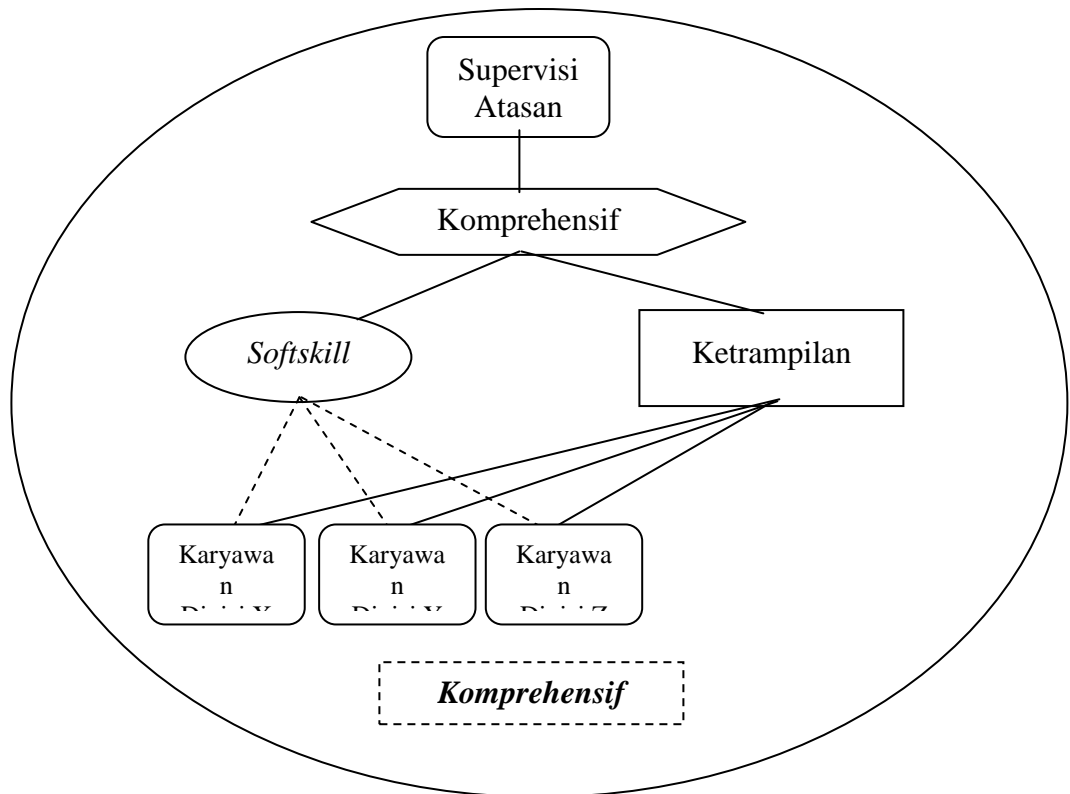 Supervisi
Atasan
Komprehensif
Softskill
Ketrampilan
Karyawa
n
Karyawa
n
Karyawa
n
Komprehensif